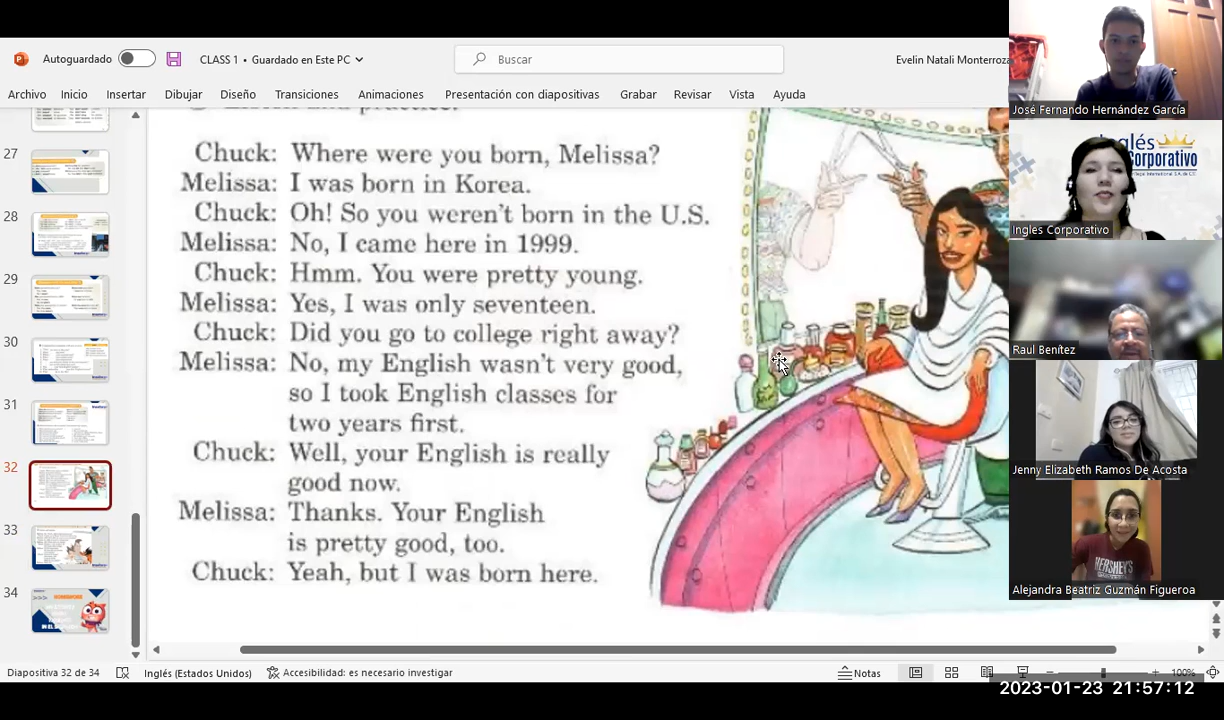 Autoguardado
CLASS 1 • Guardado en Este PC
Buscar
Evelin Natali Monterroza
Archivo Inicio Insertar Dibujar Diseño Transiciones Animaciones Presentación con diapositivas Grabar Revisar Vista Ayuda
27
28
29
30
31
32
33
34
Chuck: Where were you born, Melissa?
Melissa: I was born in Korea.
Chuck: Oh! So you weren't born in the U.S.
Melissa: No, I came here in 1999.
Chuck: Hmm. You were pretty young.
Melissa: Yes, I was only seventeen.
Chuck: Did you go to college right away?
Melissa: No, my English wasn't very good,
so I took English classes for
two years first.
Chuck: Well, your English is really
good now.
Melissa: Thanks. Your English
is pretty good, too.
Chuck: Yeah, but I was born here.
José Fernando Hernández García
Inglés Corporativo
Raul Benítez
Jenny Elizabeth Ramos De Acosta
HERSHEY'S
Alejandra Beatriz Guzmán Figueroa
Diapositiva 32 de 34 Inglés (Estados Unidos) Accesibilidad: es necesario investigar Notas 100%
2023-01-23 21:57:12